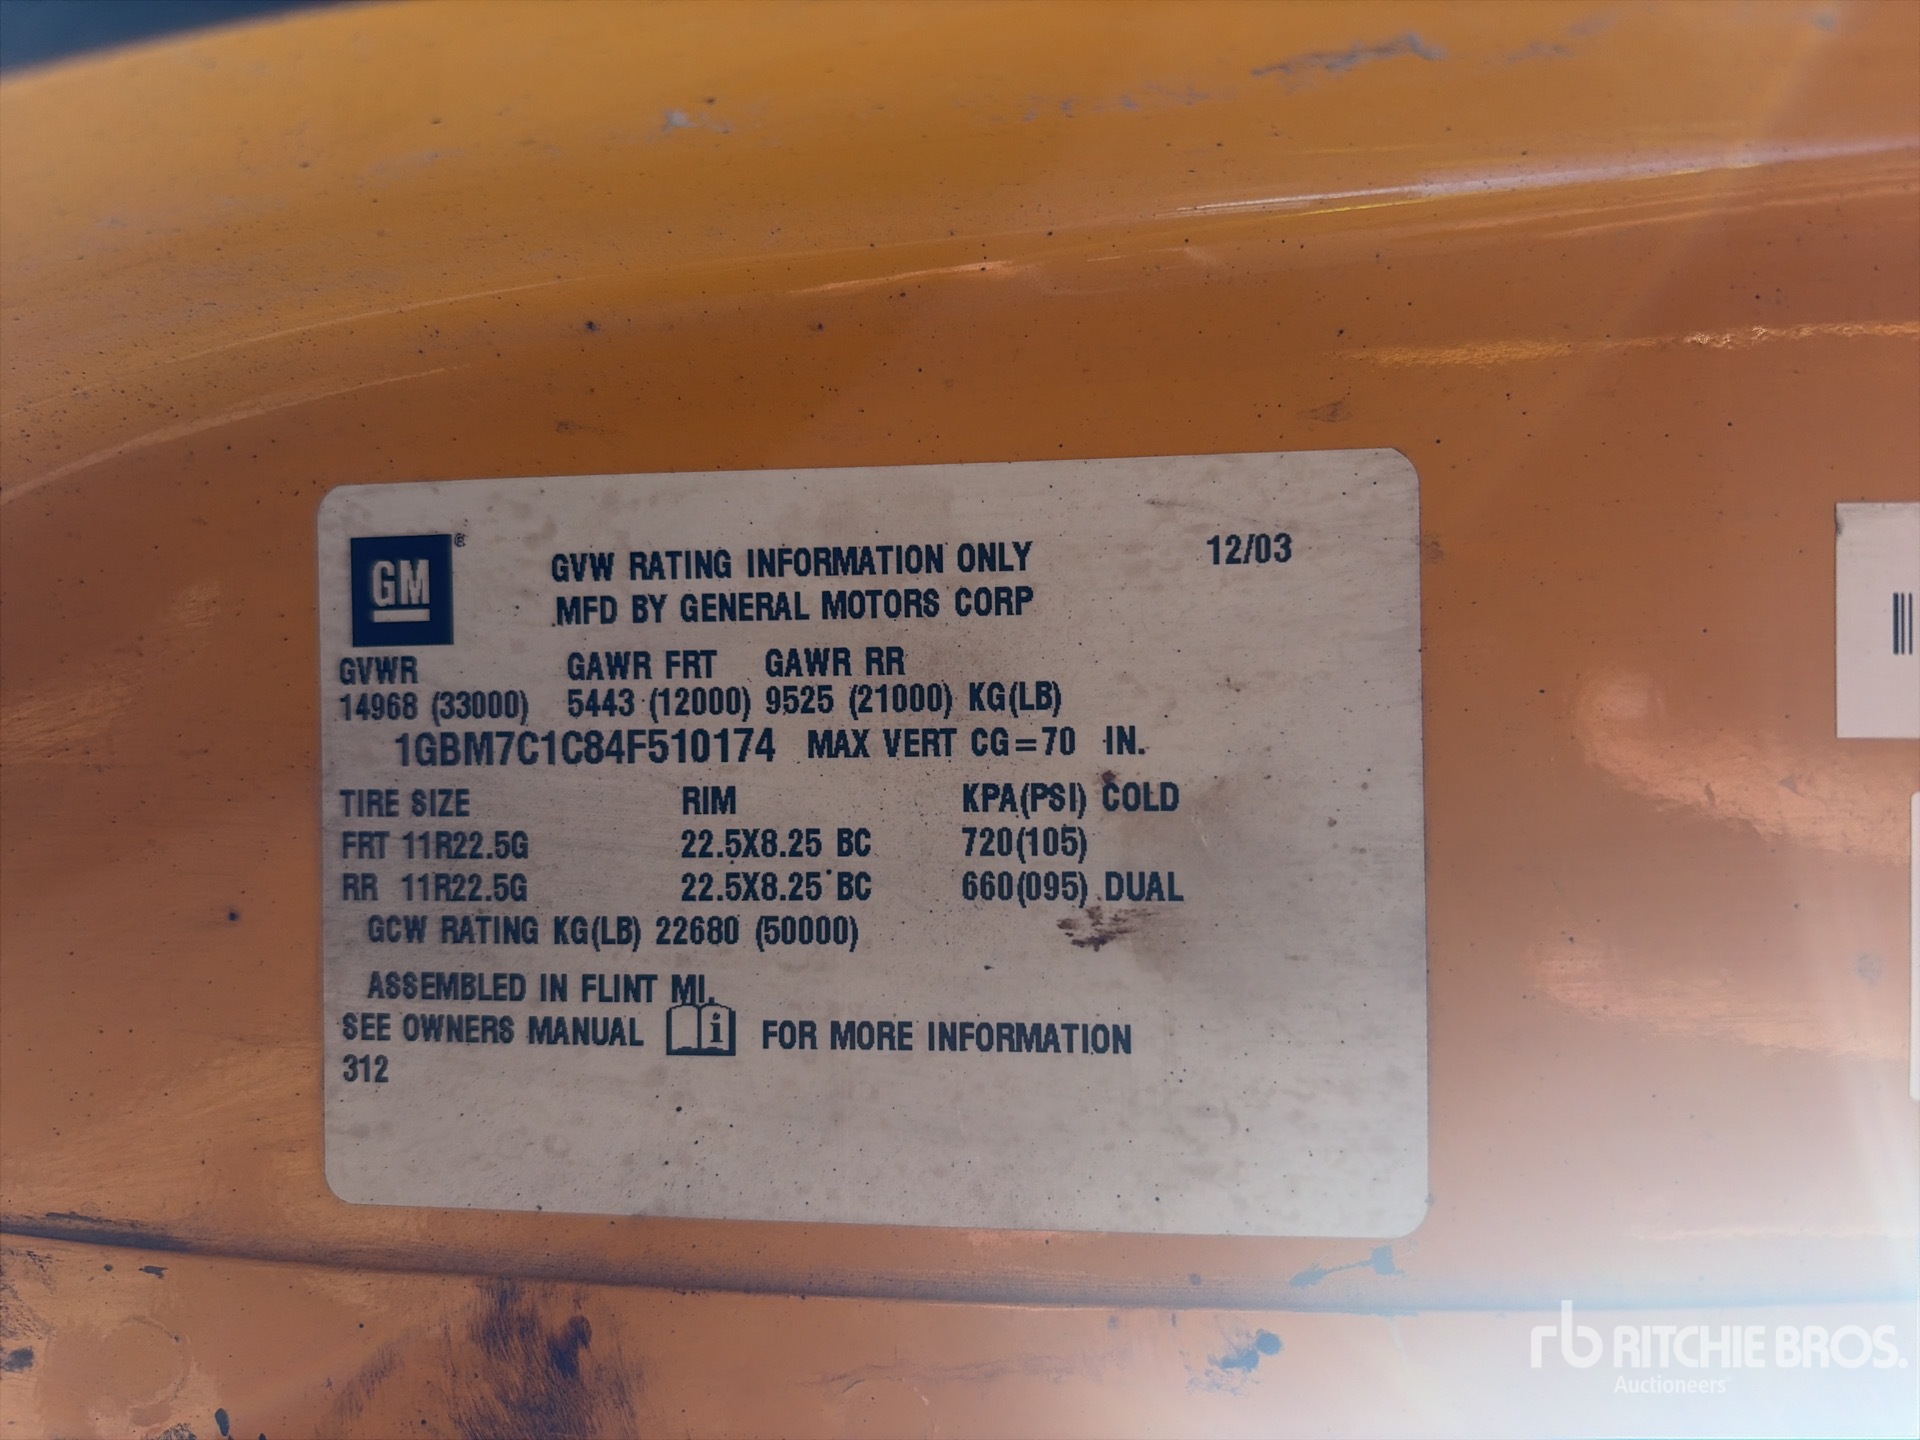 GM ®
GVW RATING INFORMATION ONLY 12/03
MFD BY GENERAL MOTORS CORP
GVWR GAWR FRT GAWR RR
14968 (33000) 5443 (12000) 9525 (21000) KG(LB)
1GBM7C1C84F510174 MAX VERT CG=70 IN.
TIRE SIZE RIM KPA(PSI) COLD
FRT 11R22.5G 22.5X8.25 BC 720(105)
RR 11R22.5G 22.5X8.25 BC 660(095) DUAL
GCW RATING KG(LB) 22680 (50000)
ASSEMBLED IN FLINT MI.
SEE OWNERS MANUAL i FOR MORE INFORMATION
312
rb RITCHIE BROS.
Auctioneers